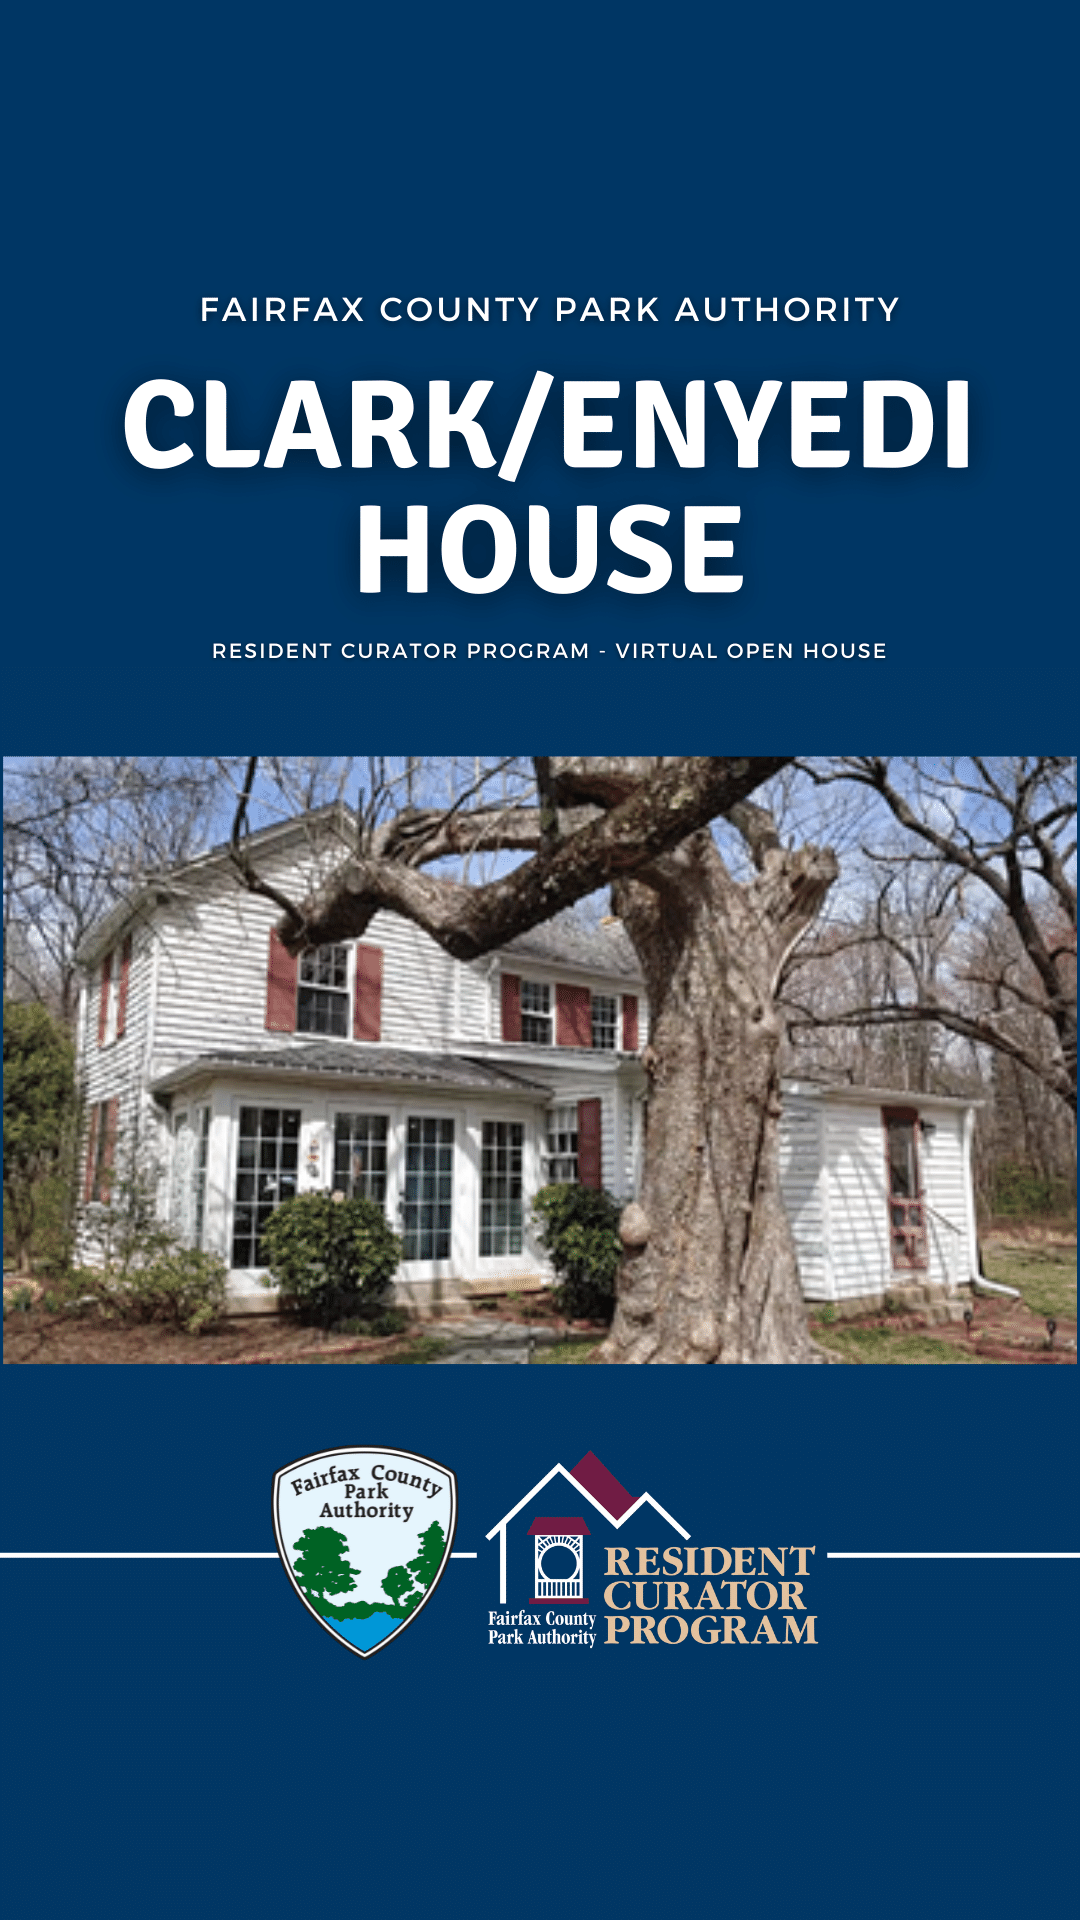 FAIRFAX COUNTY PARK AUTHORITY
CLARK/ENYEDI
HOUSE
RESIDENT CURATOR PROGRAM - VIRTUAL OPEN HOUSE
Fairfax County
Park
Authority
Fairfax County
Park Authority
RESIDENT
CURATOR
PROGRAM